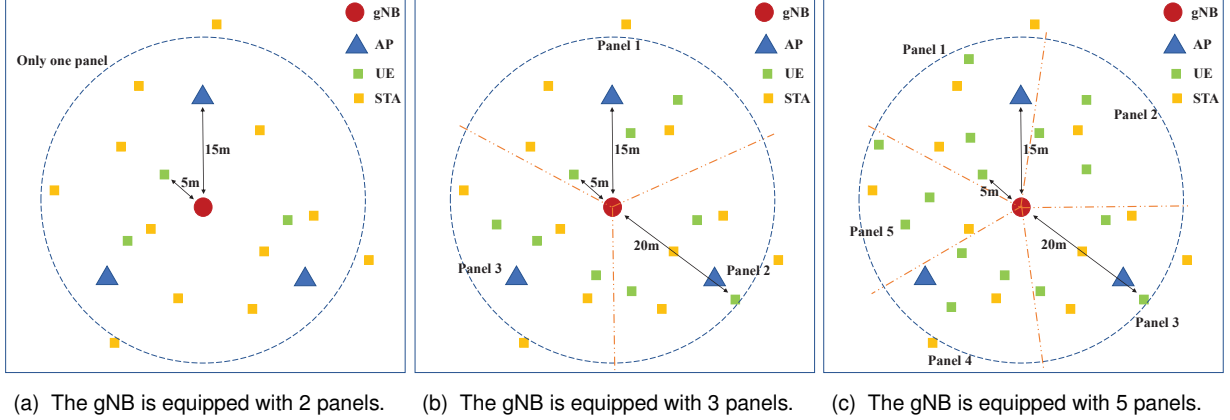 gNB
AP
UE
STA
Only one panel
15m
5m
gNB
AP
UE
STA
Panel 1
15m
5m
20m
Panel 3
Panel 2
gNB
AP
UE
STA
Panel 1
Panel 2
15m
5m
20m
Panel 5
Panel 3
Panel 4
(a) The gNB is equipped with 2 panels.
(b) The gNB is equipped with 3 panels.
(c) The gNB is equipped with 5 panels.